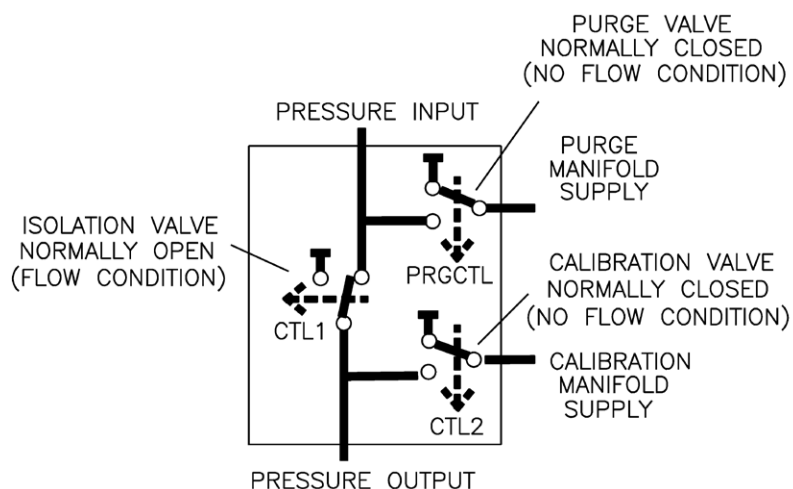 PURGE VALVE
NORMALLY CLOSED
(NO FLOW CONDITION)
PRESSURE INPUT
PURGE
MANIFOLD
SUPPLY
ISOLATION VALVE
NORMALLY OPEN
(FLOW CONDITION)
PRGCTL
CALIBRATION VALVE
NORMALLY CLOSED
(NO FLOW CONDITION)
CTL1
CALIBRATION
MANIFOLD
SUPPLY
CTL2
PRESSURE OUTPUT